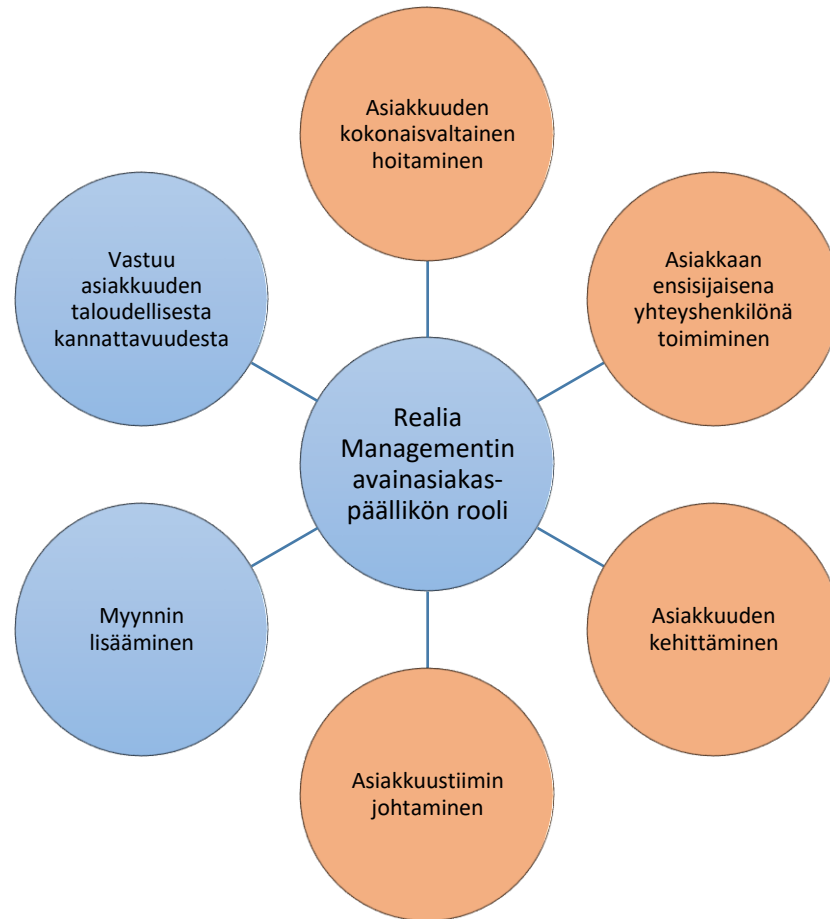 Asiakkuuden
kokonaisvaltainen
hoitaminen
Vastuu
asiakkuuden
taloudellisesta
kannattavuudesta
Asiakkaan
ensisijaisena
yhteyshenkilönä
toimiminen
Realia
Managementin
avainasiakas-
päällikön rooli
Myynnin
lisääminen
Asiakkuuden
kehittäminen
Asiakkuustiimin
johtaminen